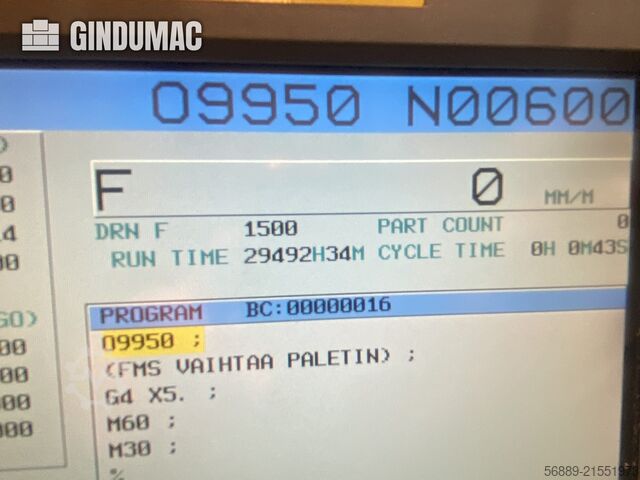 GINDUMAC
O9950 N00600
F 0 MM/M
DRN F 1500 PART COUNT 0
RUN TIME 29492H34M CYCLE TIME 0H 0M43S
PROGRAM BC:00000016
O9950 ;
(FMS VAIHTAA PALETIN) ;
G4 X5. ;
M60 ;
M30 ;
%